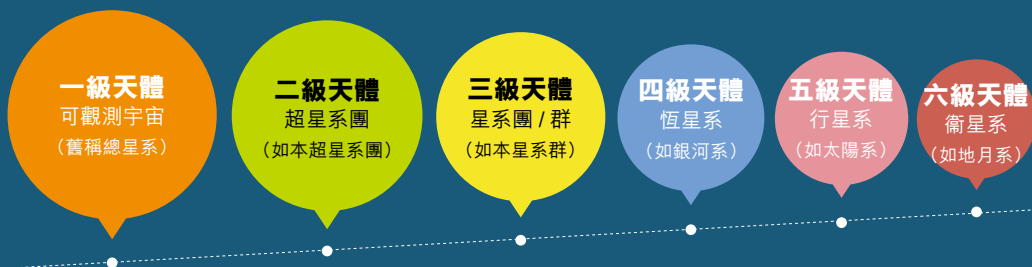 一級天體
可觀測宇宙
（舊稱總星系）
二級天體
超星系團
（如本超星系團）
三級天體
星系團 / 群
（如本星系群）
四級天體
恆星系
（如銀河系）
五級天體
行星系
（如太陽系）
六級天體
衞星系
（如地月系）